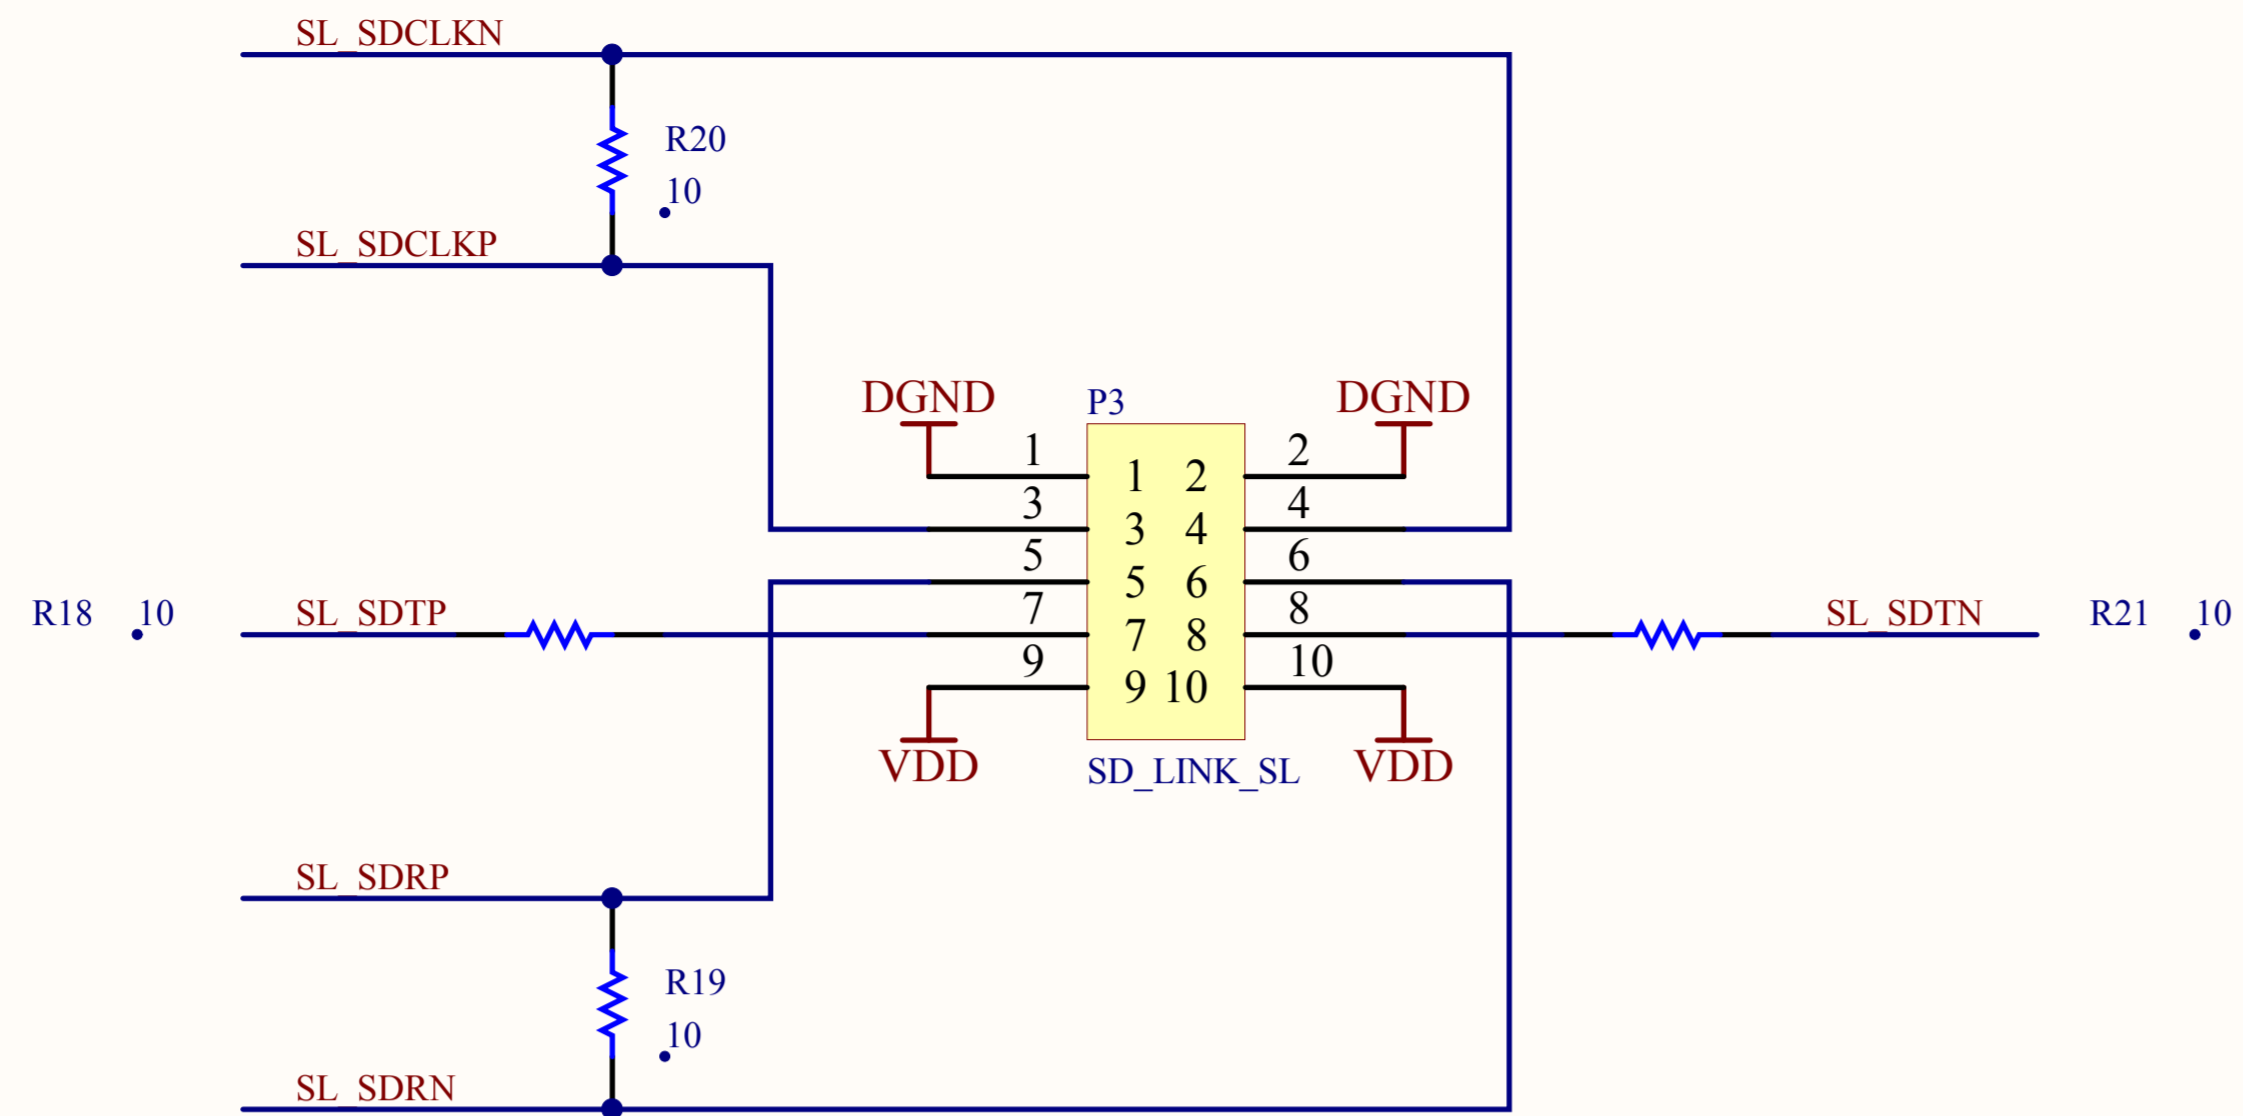 SL_SDCLKN
R20
10
SL_SDCLKP
DGND P3 DGND
1 1 2 2
3 3 4 4
5 5 6 6
R18 10 SL_SDTP 7 7 8 8 SL_SDTN R21 10
9 9 10 10
VDD SD_LINK_SL VDD
SL_SDRP
R19
10
SL_SDRN